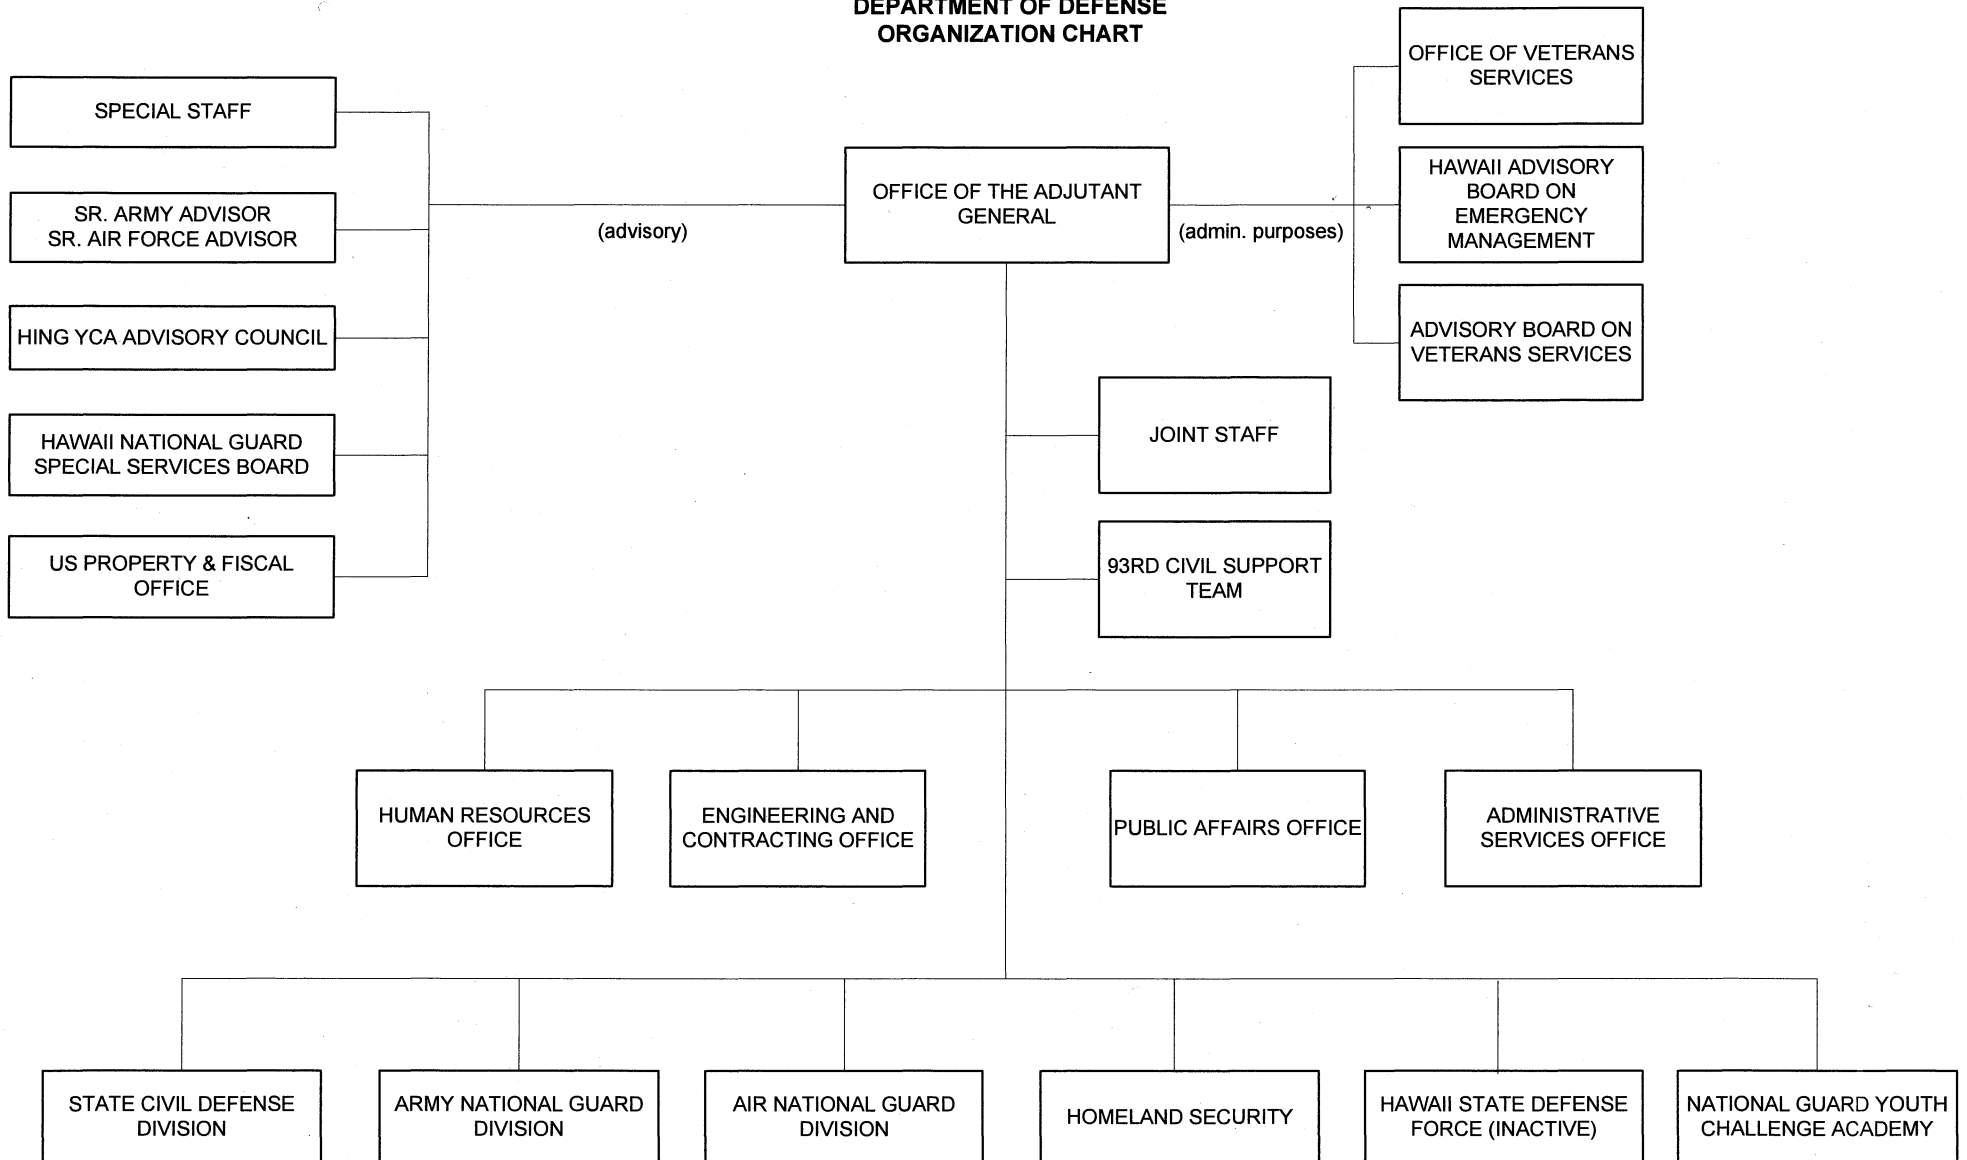 DEPARTMENT OF DEFENSE
ORGANIZATION CHART
OFFICE OF VETERANS
SERVICES
SPECIAL STAFF
HAWAII ADVISORY
BOARD ON
EMERGENCY
MANAGEMENT
OFFICE OF THE ADJUTANT
GENERAL
SR. ARMY ADVISOR
SR. AIR FORCE ADVISOR
(advisory)
(admin. purposes)
HING YCA ADVISORY COUNCIL
ADVISORY BOARD ON
VETERANS SERVICES
HAWAII NATIONAL GUARD
SPECIAL SERVICES BOARD
JOINT STAFF
US PROPERTY & FISCAL
OFFICE
93RD CIVIL SUPPORT
TEAM
HUMAN RESOURCES
OFFICE
ENGINEERING AND
CONTRACTING OFFICE
PUBLIC AFFAIRS OFFICE
ADMINISTRATIVE
SERVICES OFFICE
STATE CIVIL DEFENSE
DIVISION
ARMY NATIONAL GUARD
DIVISION
AIR NATIONAL GUARD
DIVISION
HOMELAND SECURITY
HAWAII STATE DEFENSE
FORCE (INACTIVE)
NATIONAL GUARD YOUTH
CHALLENGE ACADEMY